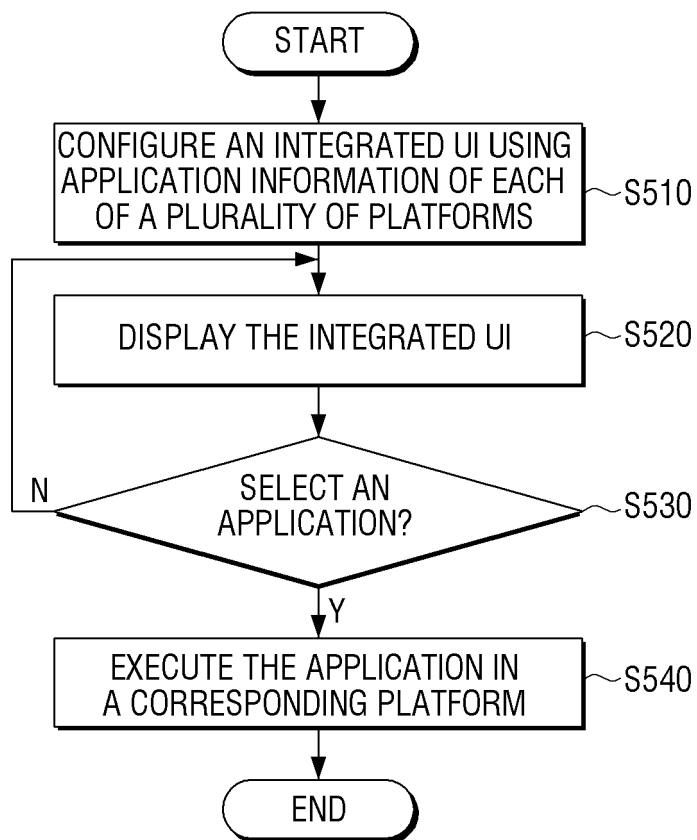 START
CONFIGURE AN INTEGRATED UI USING
APPLICATION INFORMATION OF EACH
OF A PLURALITY OF PLATFORMS
S510
DISPLAY THE INTEGRATED UI
S520
SELECT AN
APPLICATION?
S530
N
Y
EXECUTE THE APPLICATION IN
A CORRESPONDING PLATFORM
S540
END